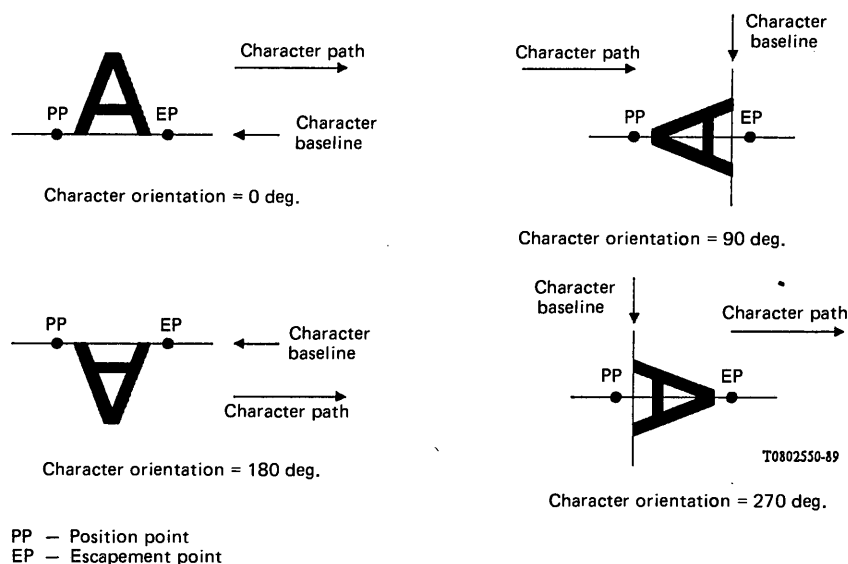 Character path
PP
EP
Character
baseline
Character orientation = 0 deg.
Character
baseline
Character path
PP
EP
Character orientation = 90 deg.
PP
EP
Character
baseline
Character path
Character orientation = 180 deg.
Character
baseline
Character path
PP
EP
T0802550-89
Character orientation = 270 deg.
PP — Position point
EP — Escapement point